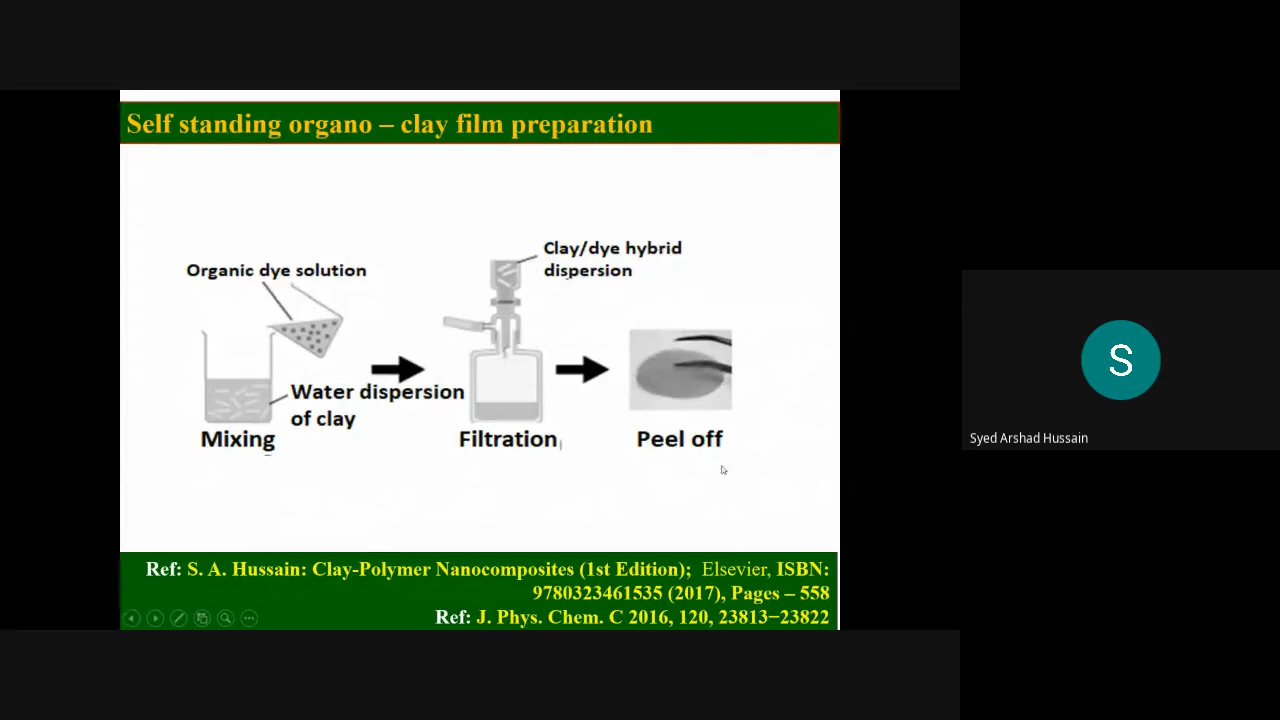 Self standing organo – clay film preparation
Clay/dye hybrid
dispersion
Organic dye solution
Water dispersion
of clay
Mixing
Filtration
Peel off
Ref: S. A. Hussain: Clay-Polymer Nanocomposites (1st Edition); Elsevier, ISBN:
9780323461535 (2017), Pages – 558
Ref: J. Phys. Chem. C 2016, 120, 23813−23822
S
Syed Arshad Hussain